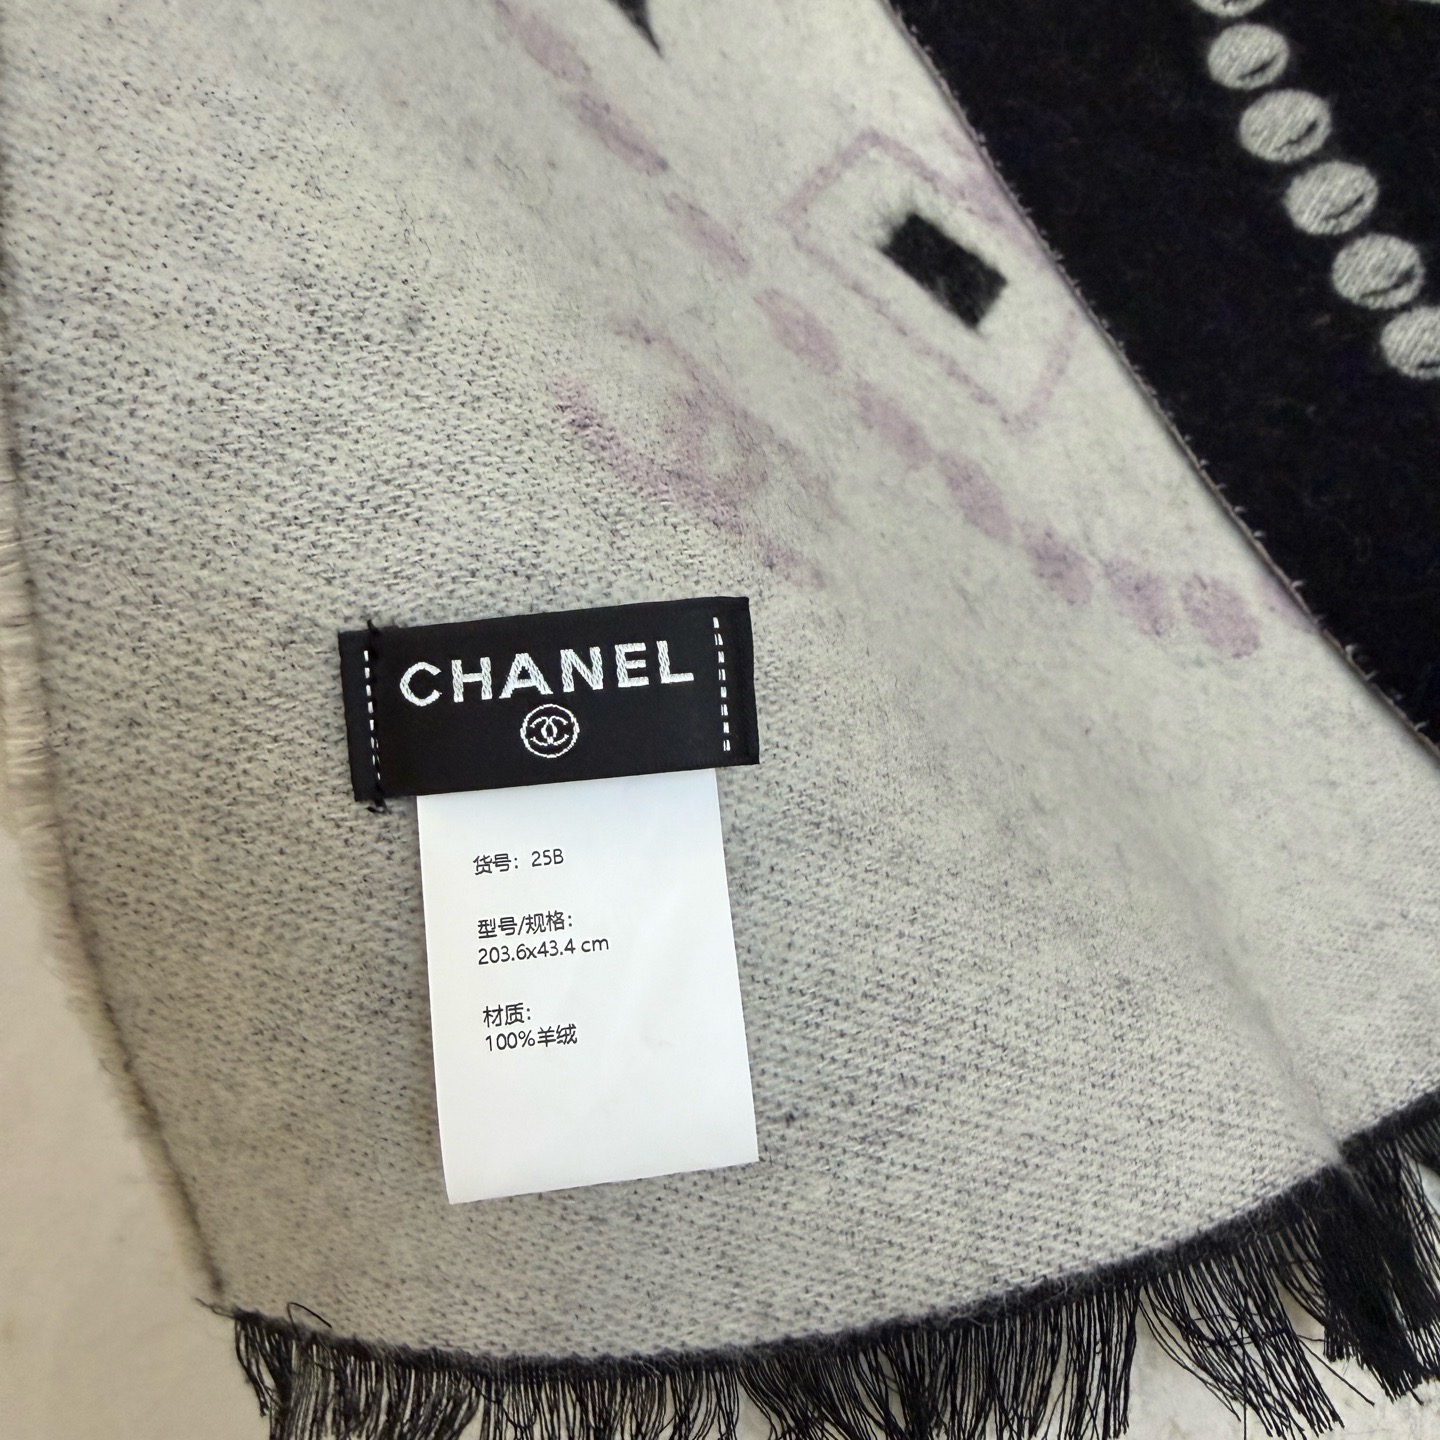 CHANEL
货号：25B
型号/规格：
203.6x43.4 cm
材质：
100%羊绒